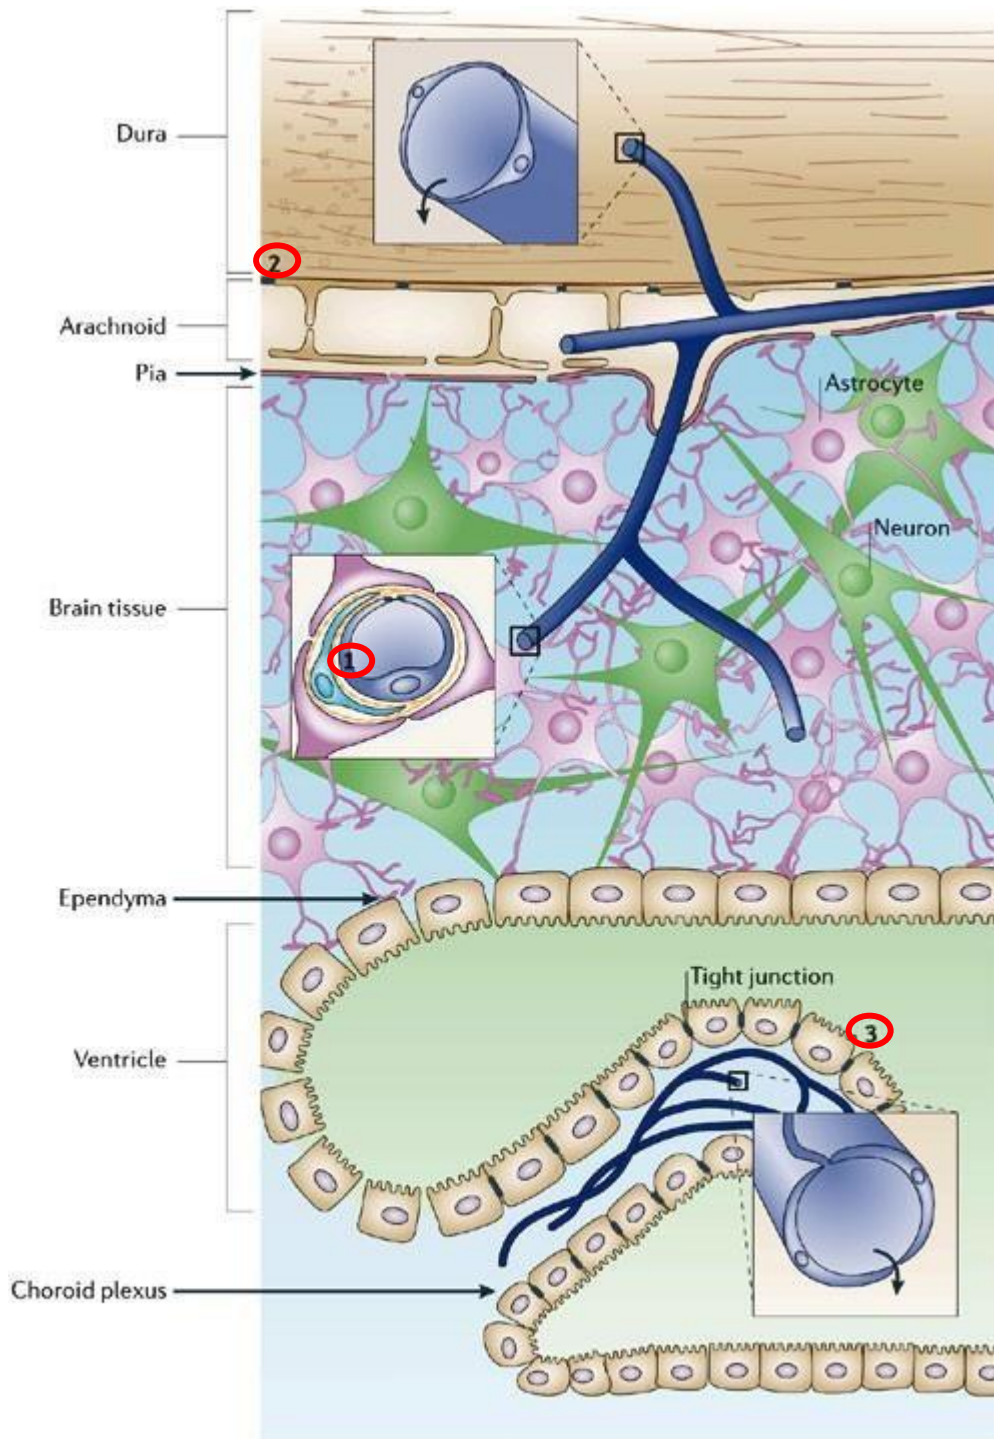 Dura
2
Arachnoid
Pia
Astrocyte
Neuron
Brain tissue
1
Ependyma
Tight junction
3
Ventricle
Choroid plexus